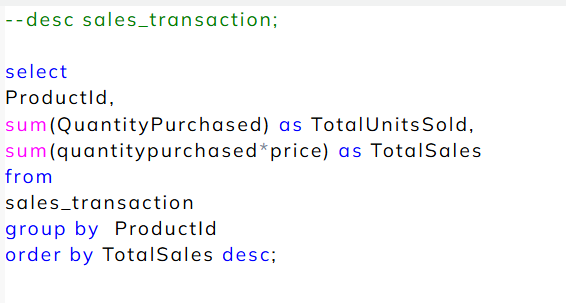 --desc sales_transaction;
select
ProductId,
sum(QuantityPurchased) as TotalUnitsSold,
sum(quantitypurchased*price) as TotalSales
from
sales_transaction
group by  ProductId
order by TotalSales desc;